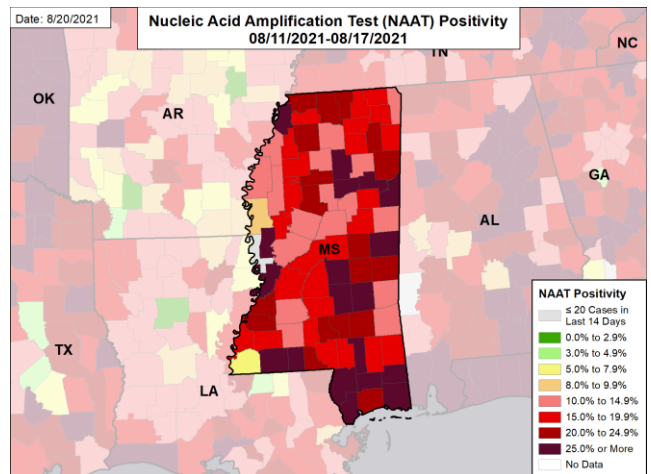 Date: 8/20/2021
Nucleic Acid Amplification Test (NAAT) Positivity
08/11/2021-08/17/2021
TN
NC
OK
AR
GA
MS
AL
TX
LA
NAAT Positivity
≤ 20 Cases in
Last 14 Days
0.0% to 2.9%
3.0% to 4.9%
5.0% to 7.9%
8.0% to 9.9%
10.0% to 14.9%
15.0% to 19.9%
20.0% to 24.9%
25.0% or More
No Data